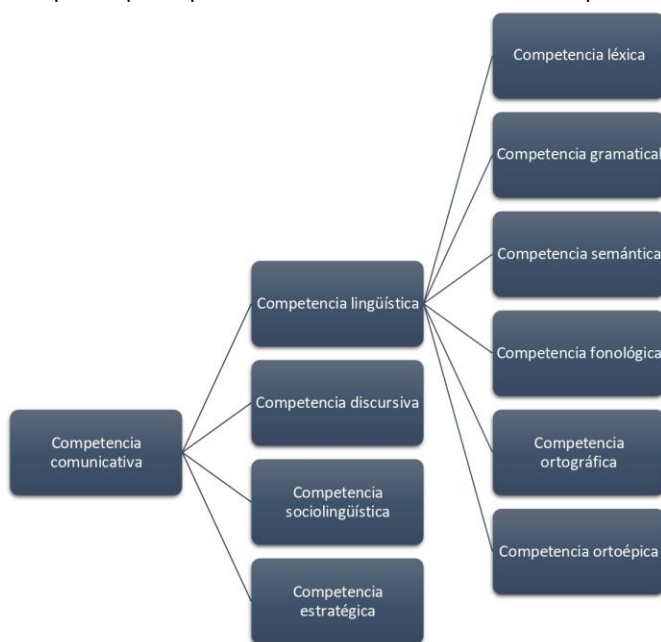 Competencia léxica
Competencia gramatical
Competencia semántica
Competencia lingüística
Competencia fonológica
Competencia discursiva
Competencia
comunicativa
Competencia
ortográfica
Competencia
sociolingüística
Competencia ortoépica
Competencia
estratégica